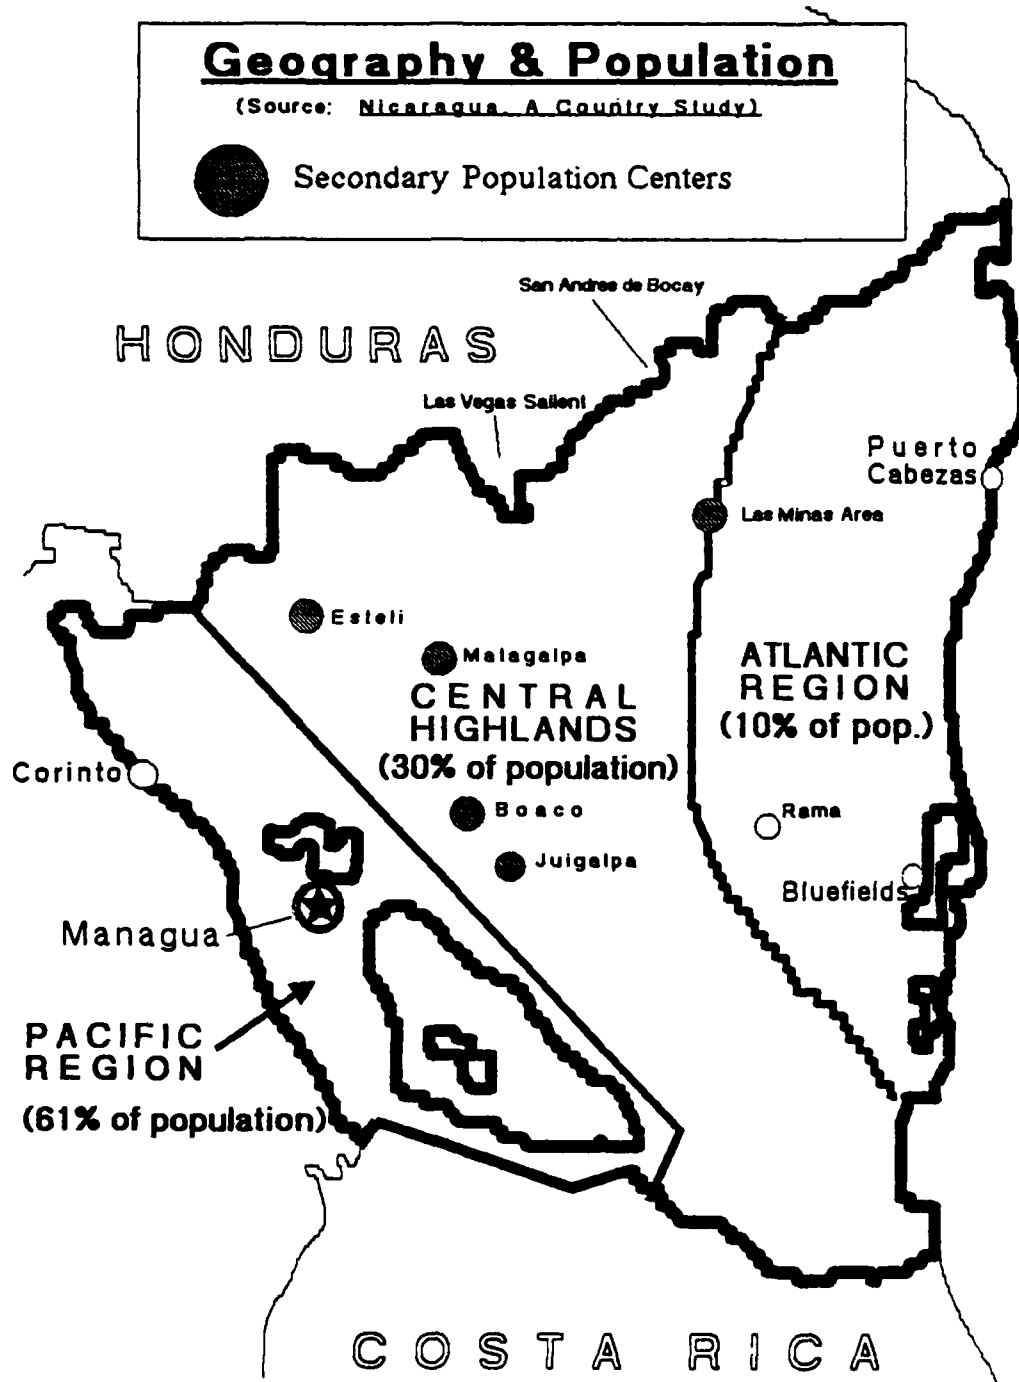 Geography & Population
(Source: Nicaragua, A Country Study)
Secondary Population Centers
San Andres de Bocay
HONDURAS
Las Vegas Salient
Puerto
Cabezas
Las Minas Area
Esteli
Matagalpa
ATLANTIC
REGION
(10% of pop.)
CENTRAL
HIGHLANDS
(30% of population)
Corinto
Boaco
Rama
Juigalpa
Bluefields
Managua
PACIFIC
REGION
(61% of population)
COSTA RICA